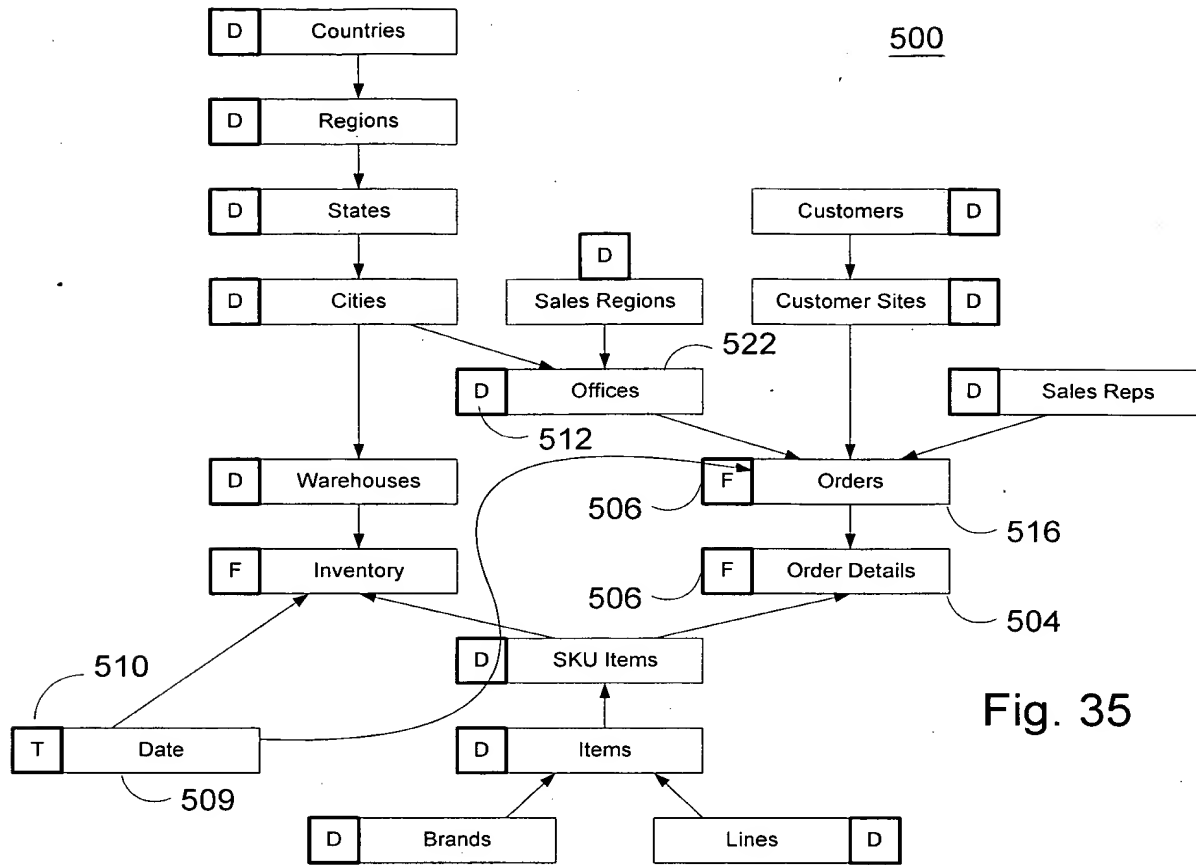 D Countries
500
D Regions
D States
Customers D
D
D Cities
Sales Regions
Customer Sites D
522
D Offices
D Sales Reps
512
D Warehouses
506
F Orders
516
F Inventory
506
F Order Details
504
D SKU Items
510
Fig. 35
T Date
D Items
509
D Brands
Lines D